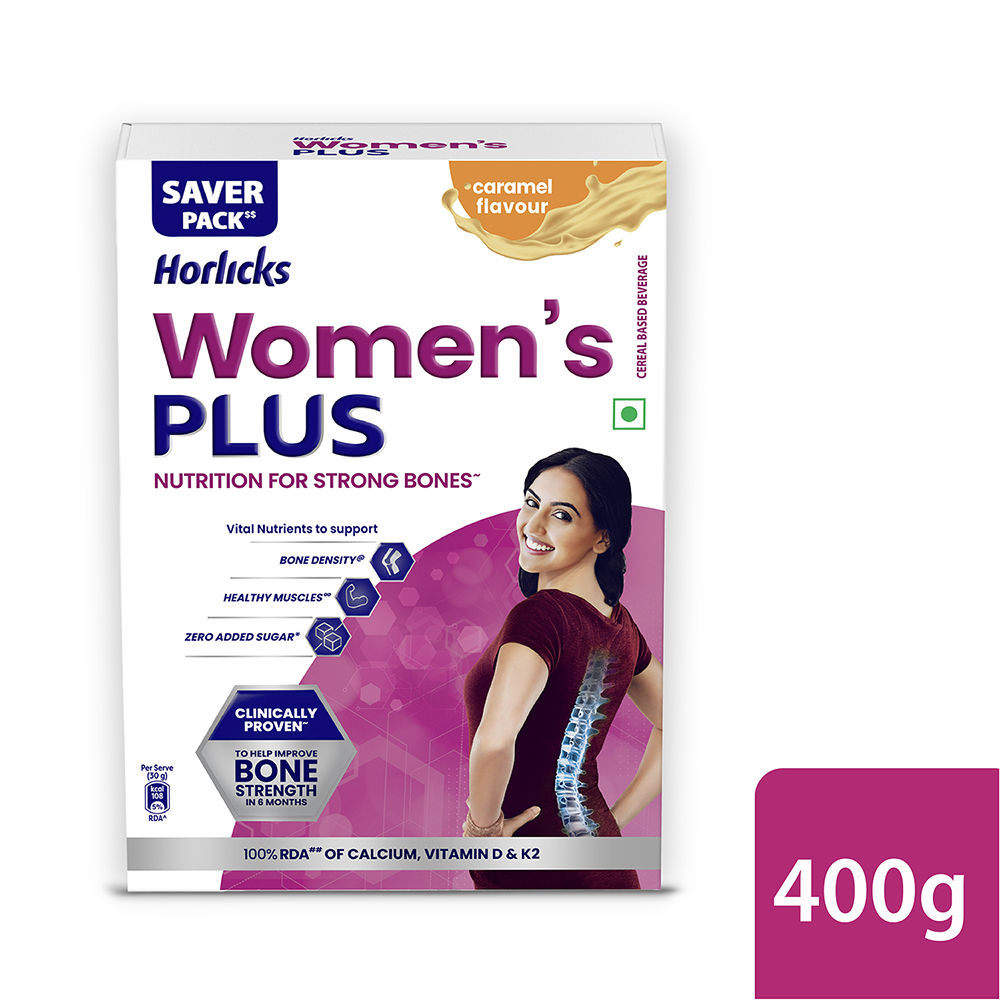 Horlicks
Women's
PLUS
SAVER
PACK$$
caramel
flavour
Horlicks
Women's
PLUS
CEREAL BASED BEVERAGE
NUTRITION FOR STRONG BONES~
Vital Nutrients to support
BONE DENSITY@
HEALTHY MUSCLES∞
ZERO ADDED SUGAR*
CLINICALLY
PROVEN~
TO HELP IMPROVE
BONE
STRENGTH
IN 6 MONTHS
Per Serve
(30 g)
kcal
108
5%
RDA^
100% RDA## OF CALCIUM, VITAMIN D & K2
400g